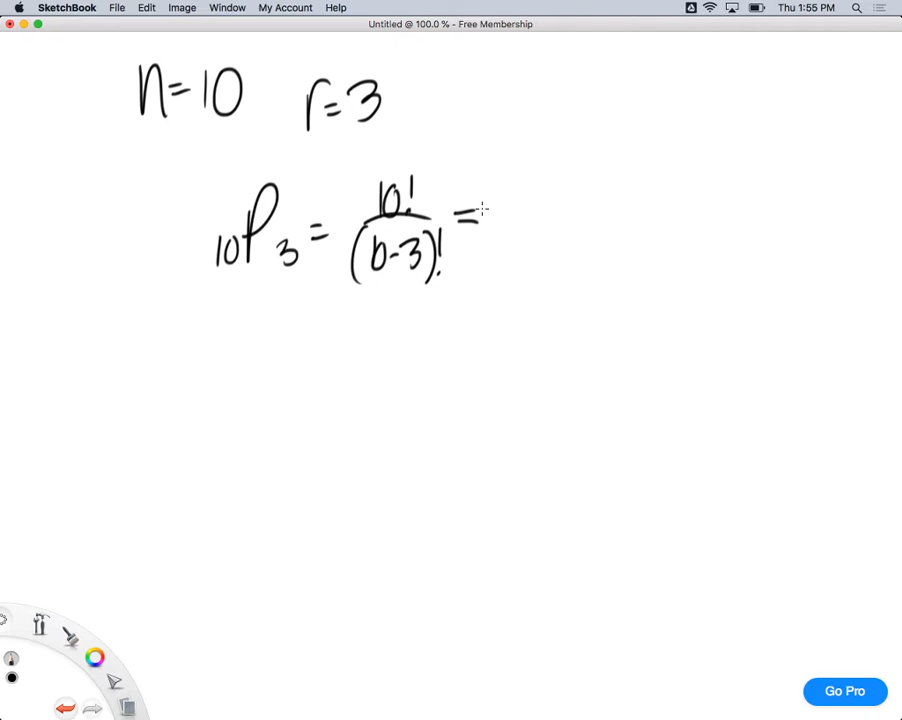 SketchBook File Edit Image Window My Account Help Thu 1:55 PM
Untitled @ 100.0 % - Free Membership
n=10 r=3
10P3 = 10!/(10-3)! =
Go Pro